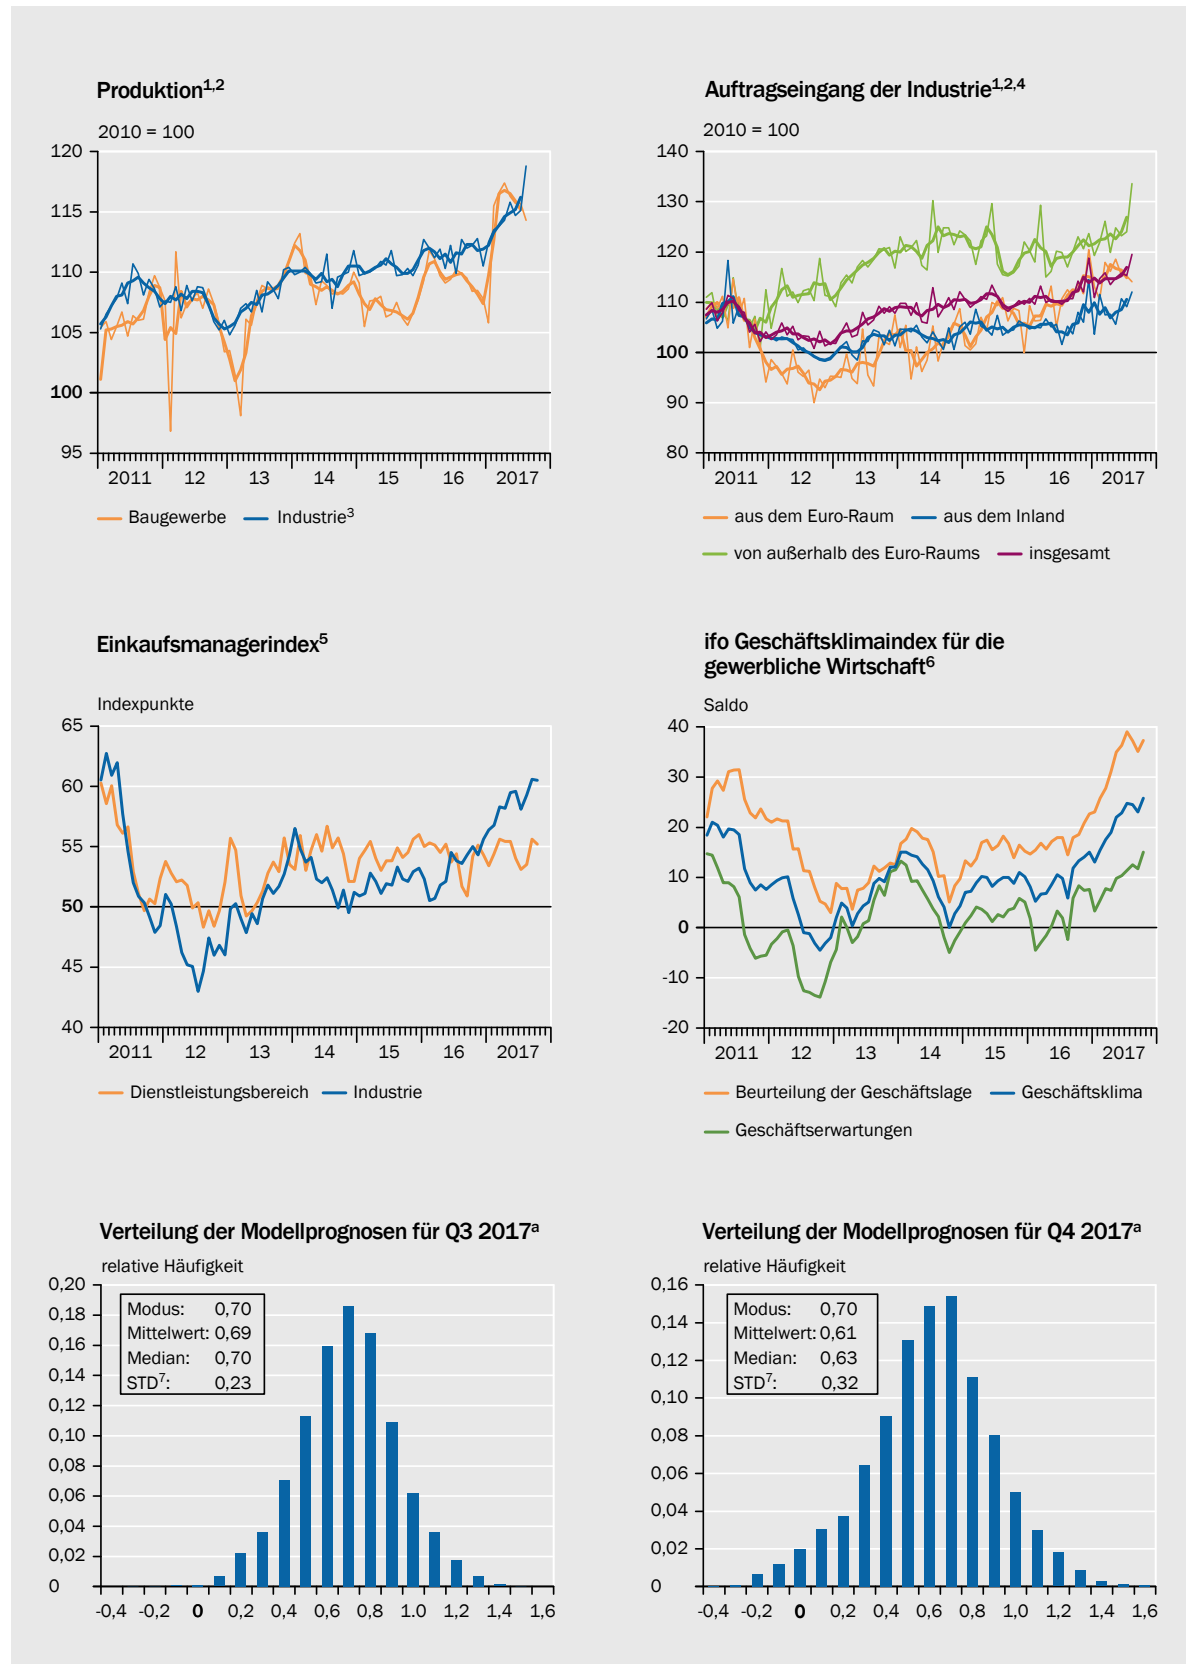 Produktion1,2
2010 = 100
120
115
110
105
100
95
2011 12 13 14 15 16 2017
Baugewerbe Industrie3
Auftragseingang der Industrie1,2,4
2010 = 100
140
130
120
110
100
90
80
2011 12 13 14 15 16 2017
aus dem Euro-Raum aus dem Inland
von außerhalb des Euro-Raums insgesamt
Einkaufsmanagerindex5
Indexpunkte
65
60
55
50
45
40
2011 12 13 14 15 16 2017
Dienstleistungsbereich Industrie
ifo Geschäftsklimaindex für die
gewerbliche Wirtschaft6
Saldo
40
30
20
10
0
-10
-20
2011 12 13 14 15 16 2017
Beurteilung der Geschäftslage Geschäftsklima
Geschäftserwartungen
Verteilung der Modellprognosen für Q3 2017a
relative Häufigkeit
0,20
0,18
0,16
0,14
0,12
0,10
0,08
0,06
0,04
0,02
0
Modus: 0,70
Mittelwert: 0,69
Median: 0,70
STD7: 0,23
-0,4 -0,2 0 0,2 0,4 0,6 0,8 1.0 1,2 1,4 1,6
Verteilung der Modellprognosen für Q4 2017a
relative Häufigkeit
0,16
0,14
0,12
0,10
0,08
0,06
0,04
0,02
0
Modus: 0,70
Mittelwert: 0,61
Median: 0,63
STD7: 0,32
-0,4 -0,2 0 0,2 0,4 0,6 0,8 1,0 1,2 1,4 1,6